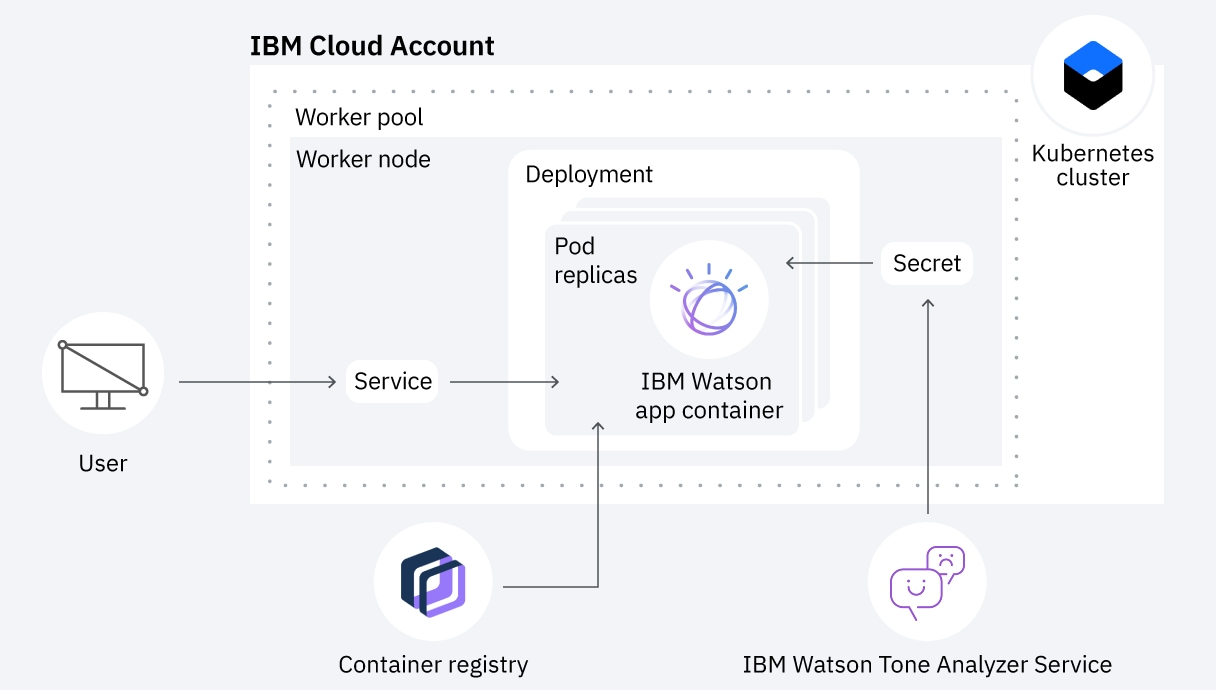 IBM Cloud Account
Worker pool
Worker node
Deployment
Kubernetes
cluster
Pod
replicas
Secret
IBM Watson
app container
Service
User
Container registry
IBM Watson Tone Analyzer Service